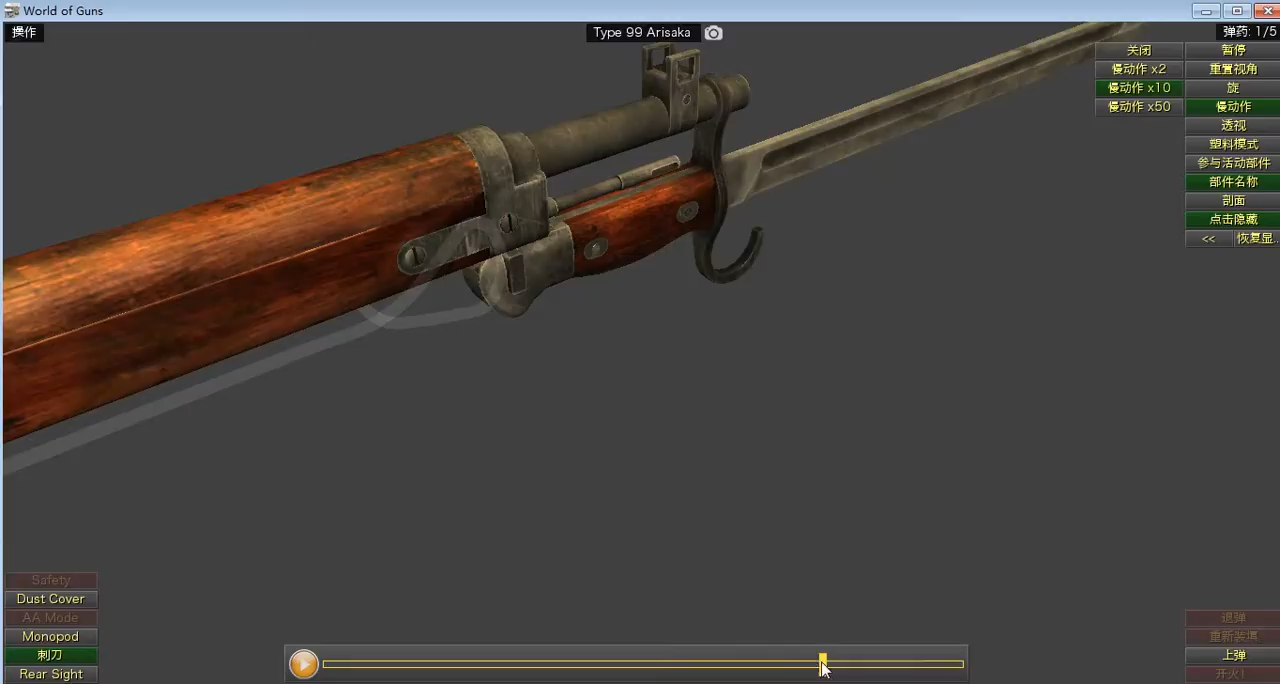 World of Guns
操作
Type 99 Arisaka
弹药: 1/5
关闭
暂停
慢动作 x2
重置视角
慢动作 x10
旋
慢动作 x50
慢动作
透视
塑料模式
参与活动部件
部件名称
剖面
点击隐藏
<<
恢复显..
Safety
Dust Cover
AA Mode
Monopod
刺刀
Rear Sight
退弹
重新装填
上弹
开火1